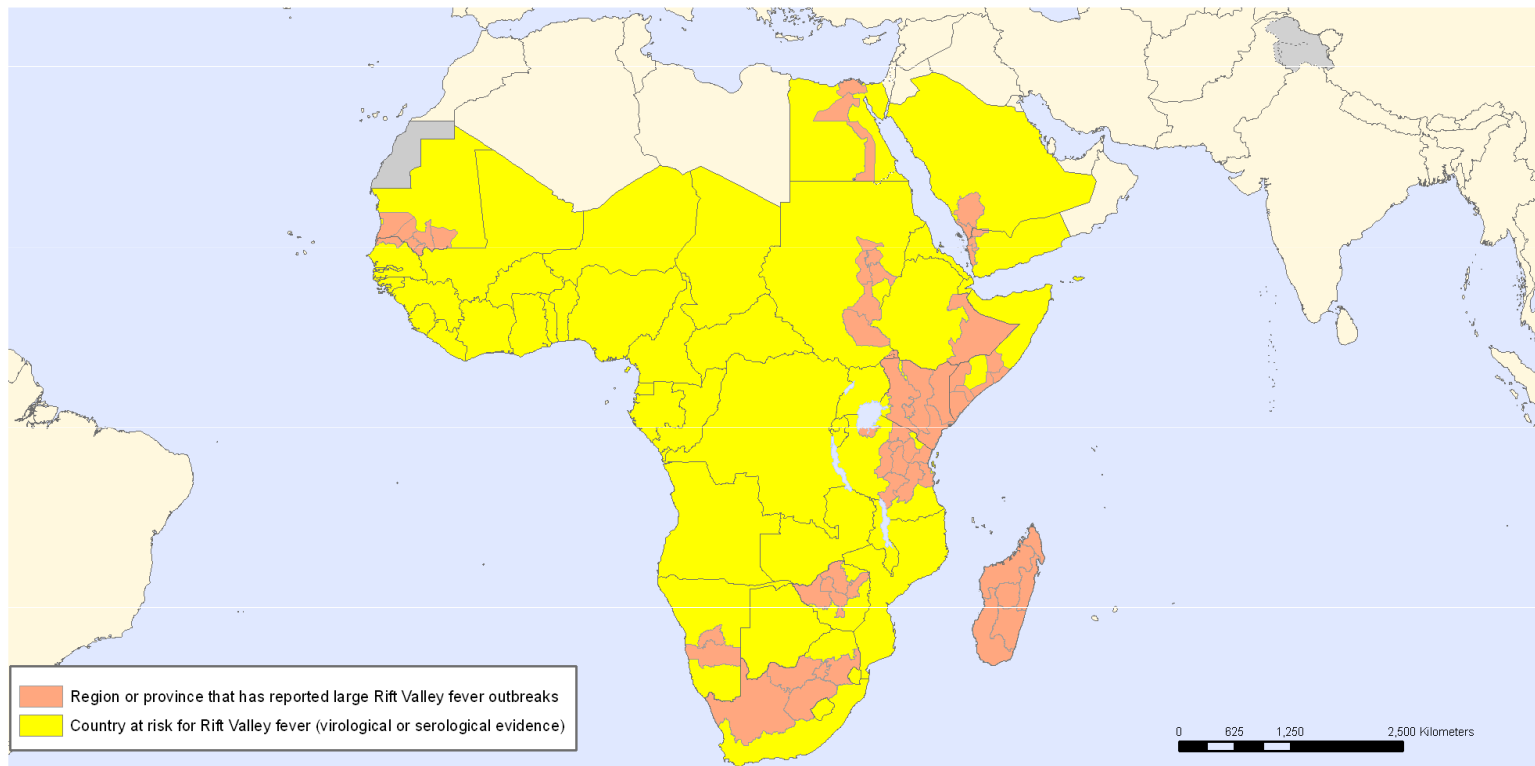 Region or province that has reported large Rift Valley fever outbreaks
Country at risk for Rift Valley fever (virological or serological evidence)
0 625 1,250 2,500 Kilometers